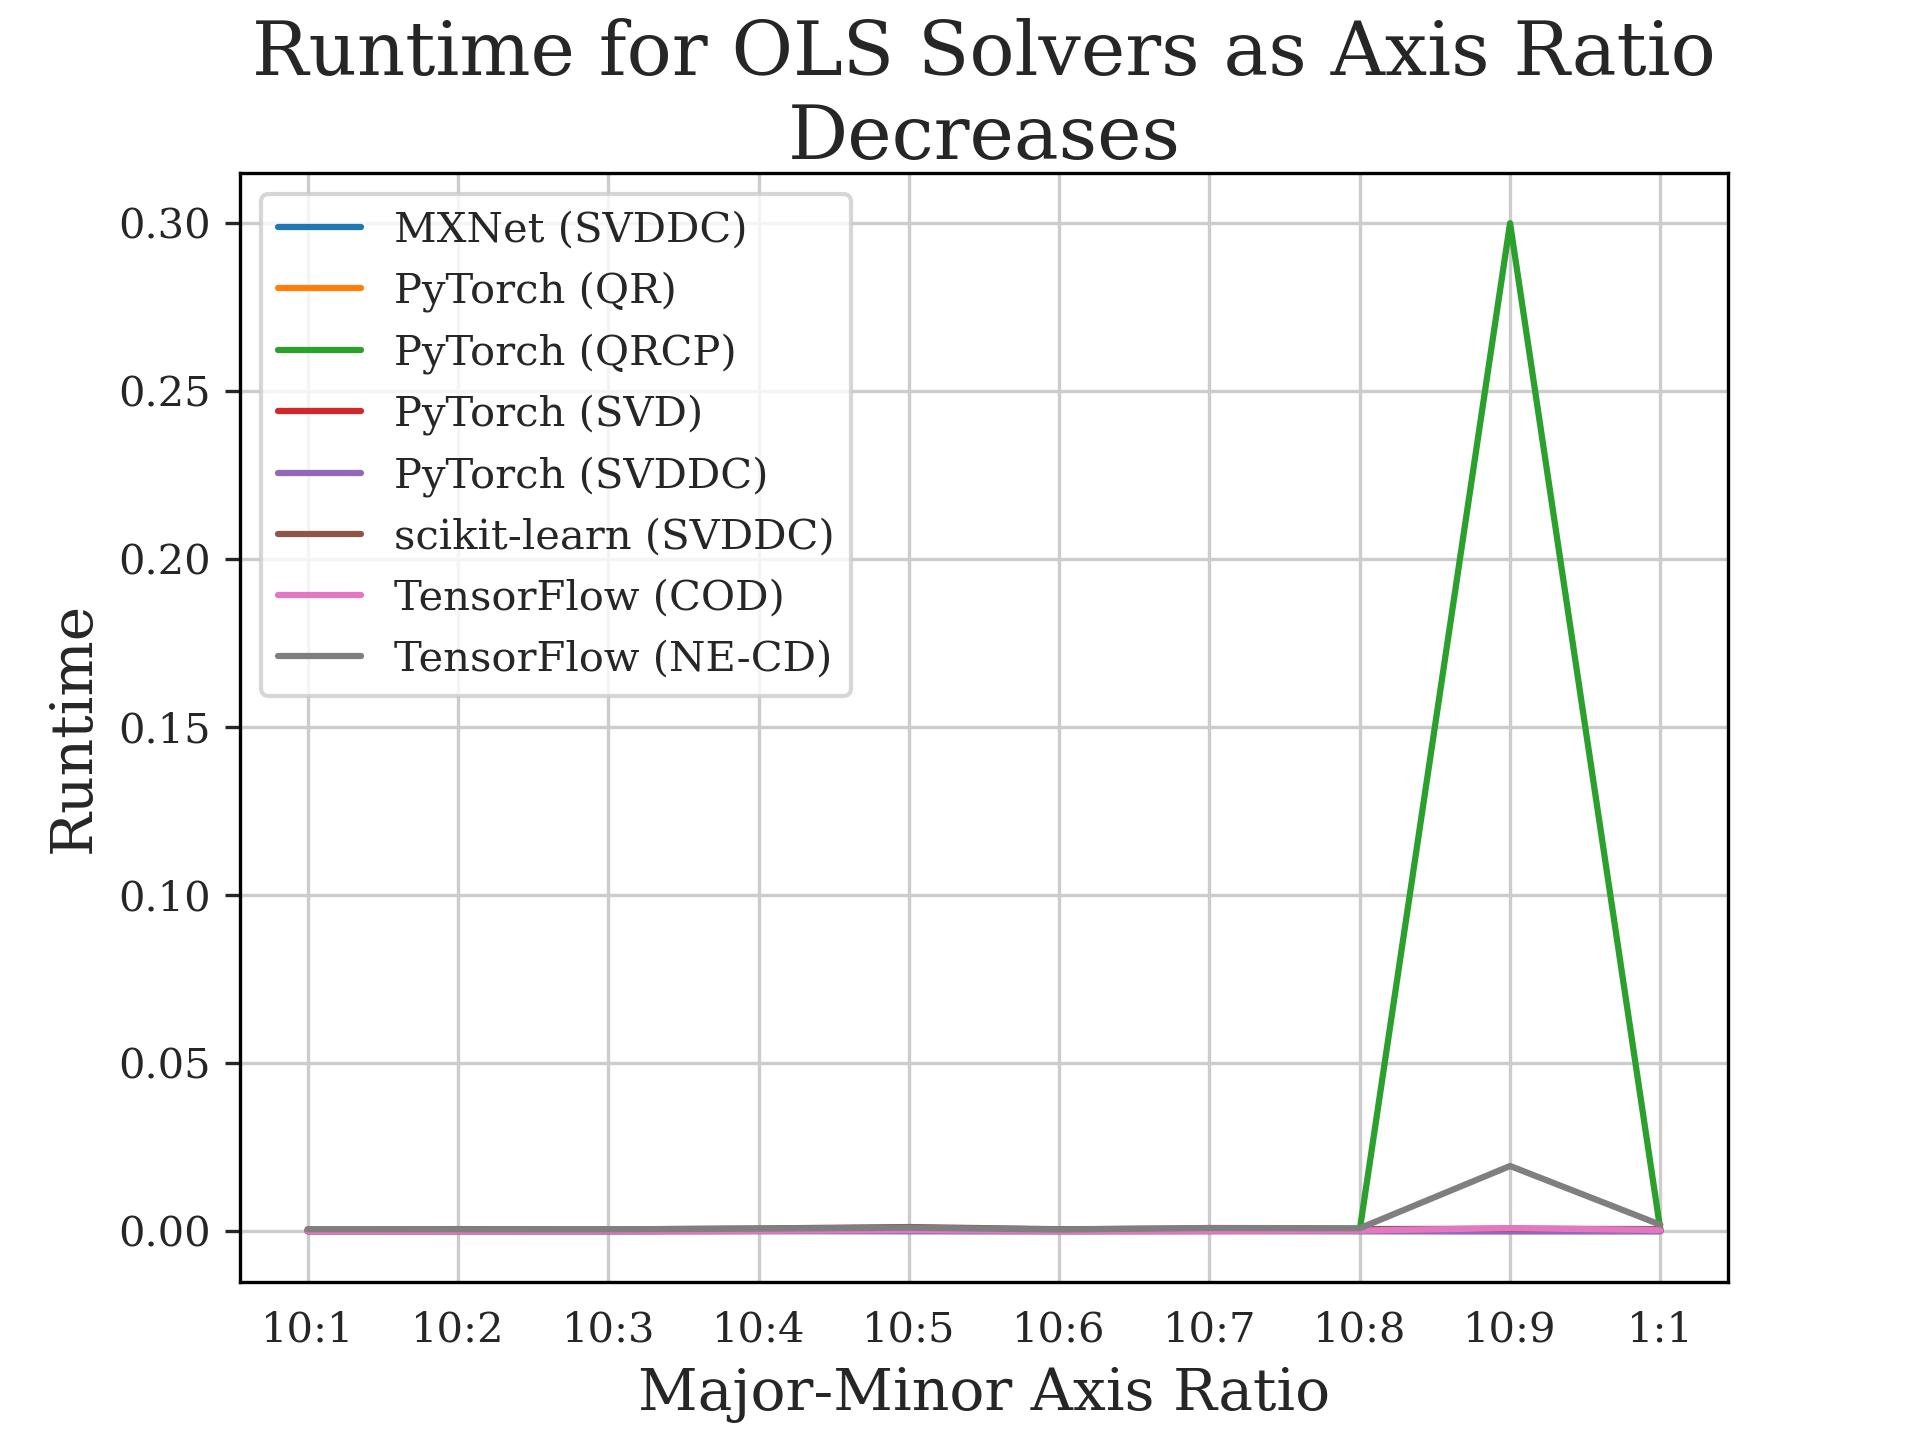 Runtime for OLS Solvers as Axis Ratio
Decreases
0.30
0.25
0.20
0.15
0.10
0.05
0.00
Runtime
MXNet (SVDDC)
PyTorch (QR)
PyTorch (QRCP)
PyTorch (SVD)
PyTorch (SVDDC)
scikit-learn (SVDDC)
TensorFlow (COD)
TensorFlow (NE-CD)
10:1 10:2 10:3 10:4 10:5 10:6 10:7 10:8 10:9 1:1
Major-Minor Axis Ratio